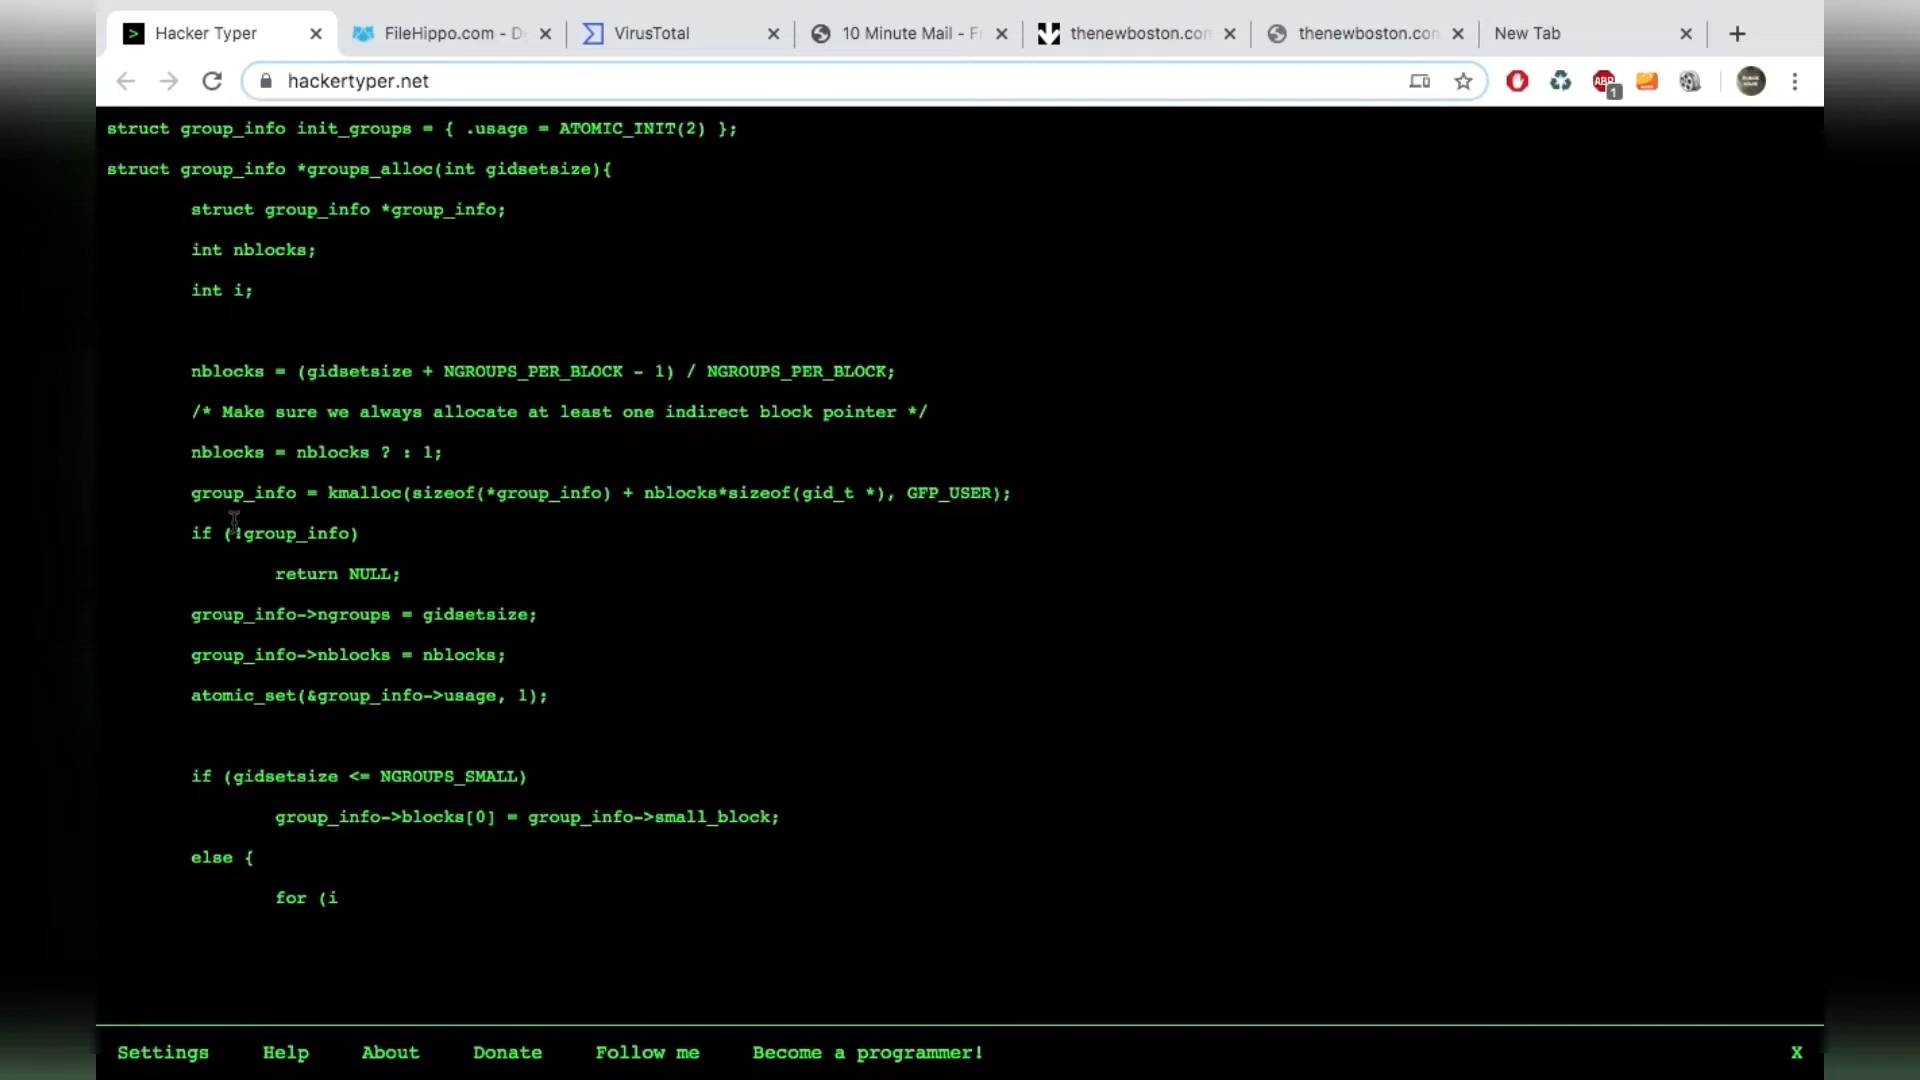 Hacker Typer
FileHippo.com - D
VirusTotal
10 Minute Mail - F
thenewboston.com
thenewboston.com
New Tab
hackertyper.net
ABP
1
struct group_info init_groups = { .usage = ATOMIC_INIT(2) };
struct group_info *groups_alloc(int gidsetsize){
struct group_info *group_info;
int nblocks;
int i;
nblocks = (gidsetsize + NGROUPS_PER_BLOCK - 1) / NGROUPS_PER_BLOCK;
/* Make sure we always allocate at least one indirect block pointer */
nblocks = nblocks ? : 1;
group_info = kmalloc(sizeof(*group_info) + nblocks*sizeof(gid_t *), GFP_USER);
if (!group_info)
return NULL;
group_info->ngroups = gidsetsize;
group_info->nblocks = nblocks;
atomic_set(&group_info->usage, 1);
if (gidsetsize <= NGROUPS_SMALL)
group_info->blocks[0] = group_info->small_block;
else {
for (i
Settings
Help
About
Donate
Follow me
Become a programmer!
X